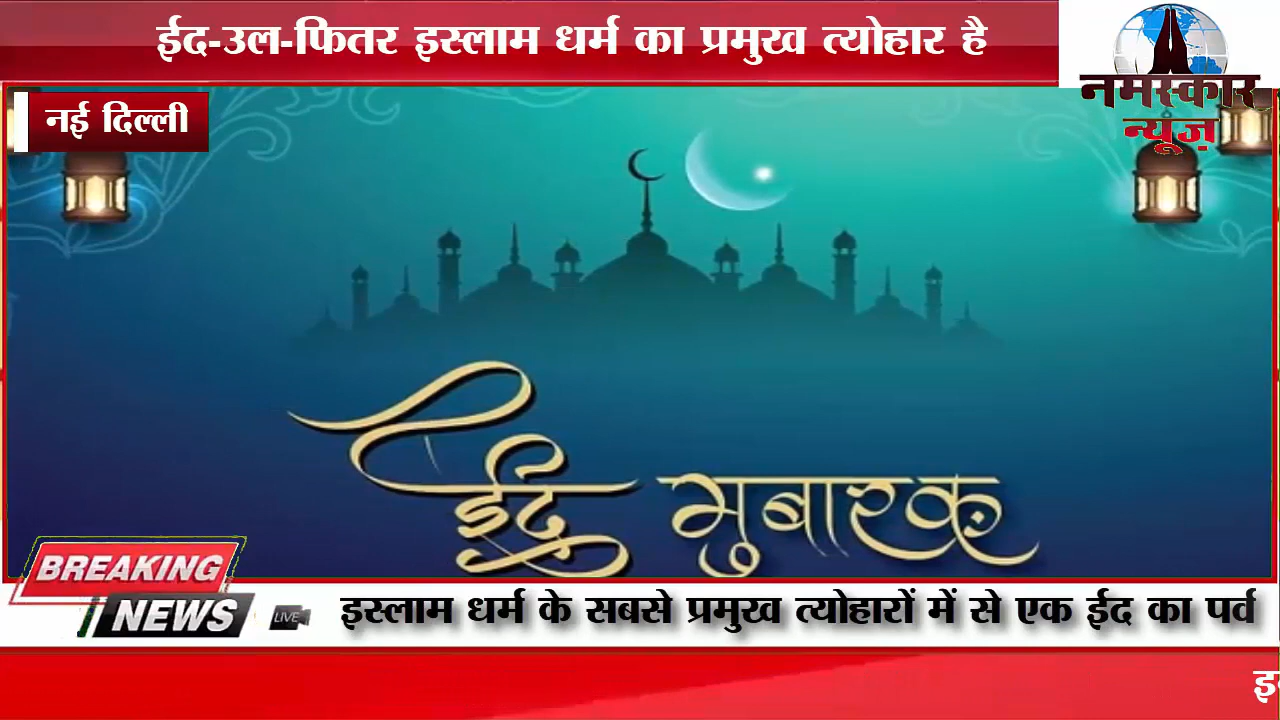 ईद-उल-फितर इस्लाम धर्म का प्रमुख त्योहार है
नमस्कार
न्यूज़
नई दिल्ली
ईद मुबारक
BREAKING
NEWS
LIVE
इस्लाम धर्म के सबसे प्रमुख त्योहारों में से एक ईद का पर्व